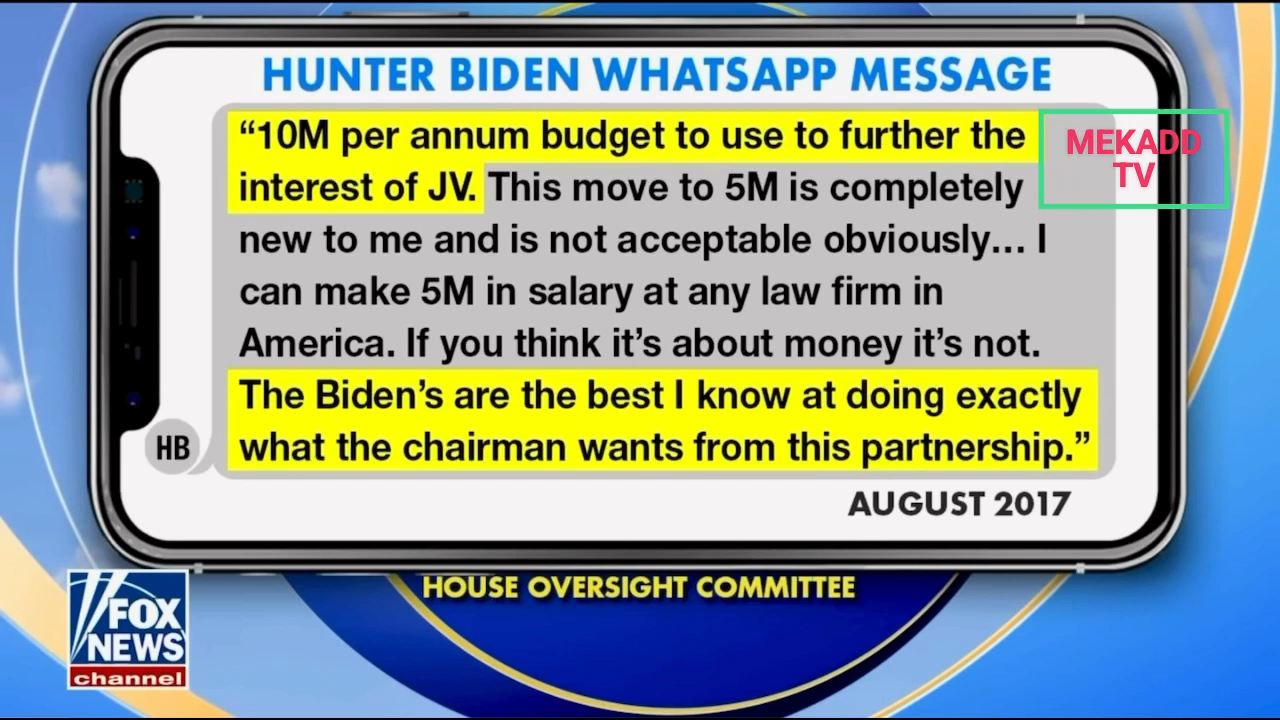 HUNTER BIDEN WHATSAPP MESSAGE
“10M per annum budget to use to further the
interest of JV. This move to 5M is completely
new to me and is not acceptable obviously... I
can make 5M in salary at any law firm in
America. If you think it’s about money it’s not.
The Biden’s are the best I know at doing exactly
what the chairman wants from this partnership.”
HB
AUGUST 2017
MEKADD
TV
HOUSE OVERSIGHT COMMITTEE
FOX
NEWS
channel